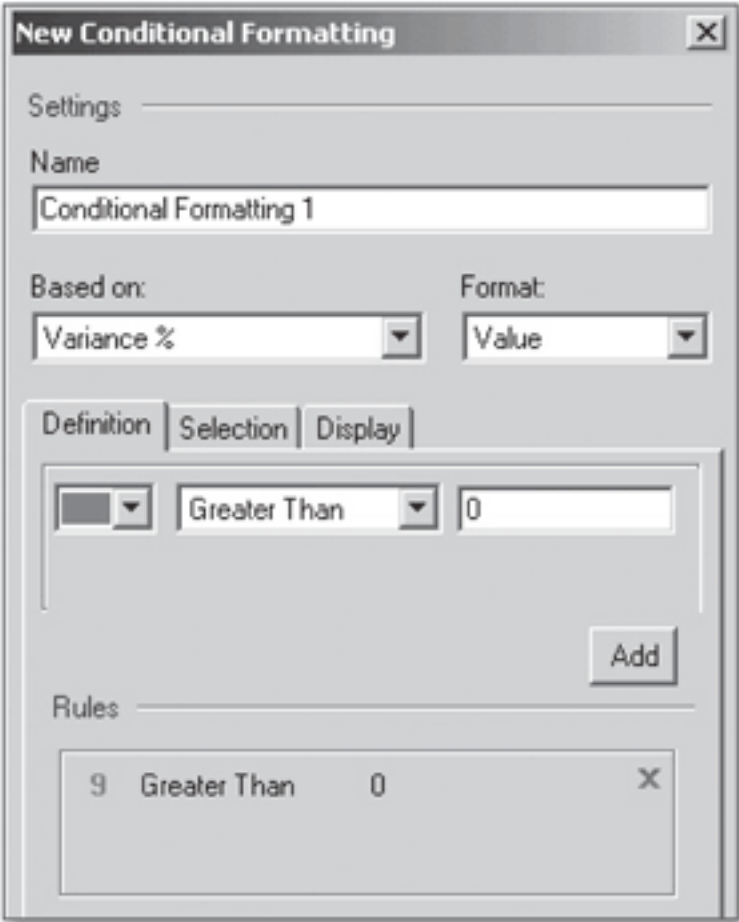 New Conditional Formatting
Settings
Name
Conditional Formatting 1
Based on: Format:
Variance % Value
Definition Selection Display
Greater Than 0
Add
Rules
9 Greater Than 0 X